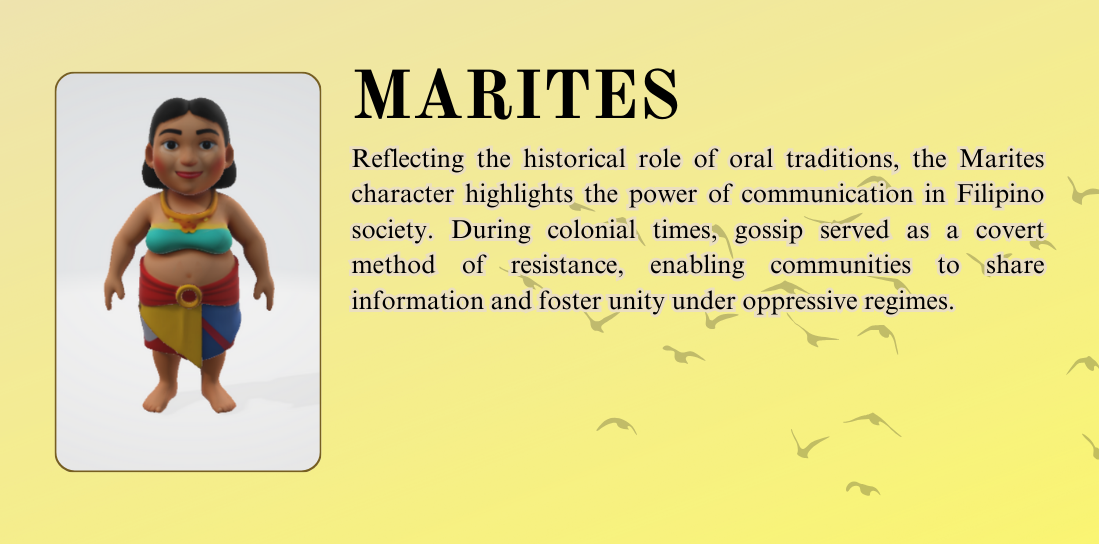 MARITES
Reflecting the historical role of oral traditions, the Marites
character highlights the power of communication in Filipino
society. During colonial times, gossip served as a covert
method of resistance, enabling communities to share
information and foster unity under oppressive regimes.